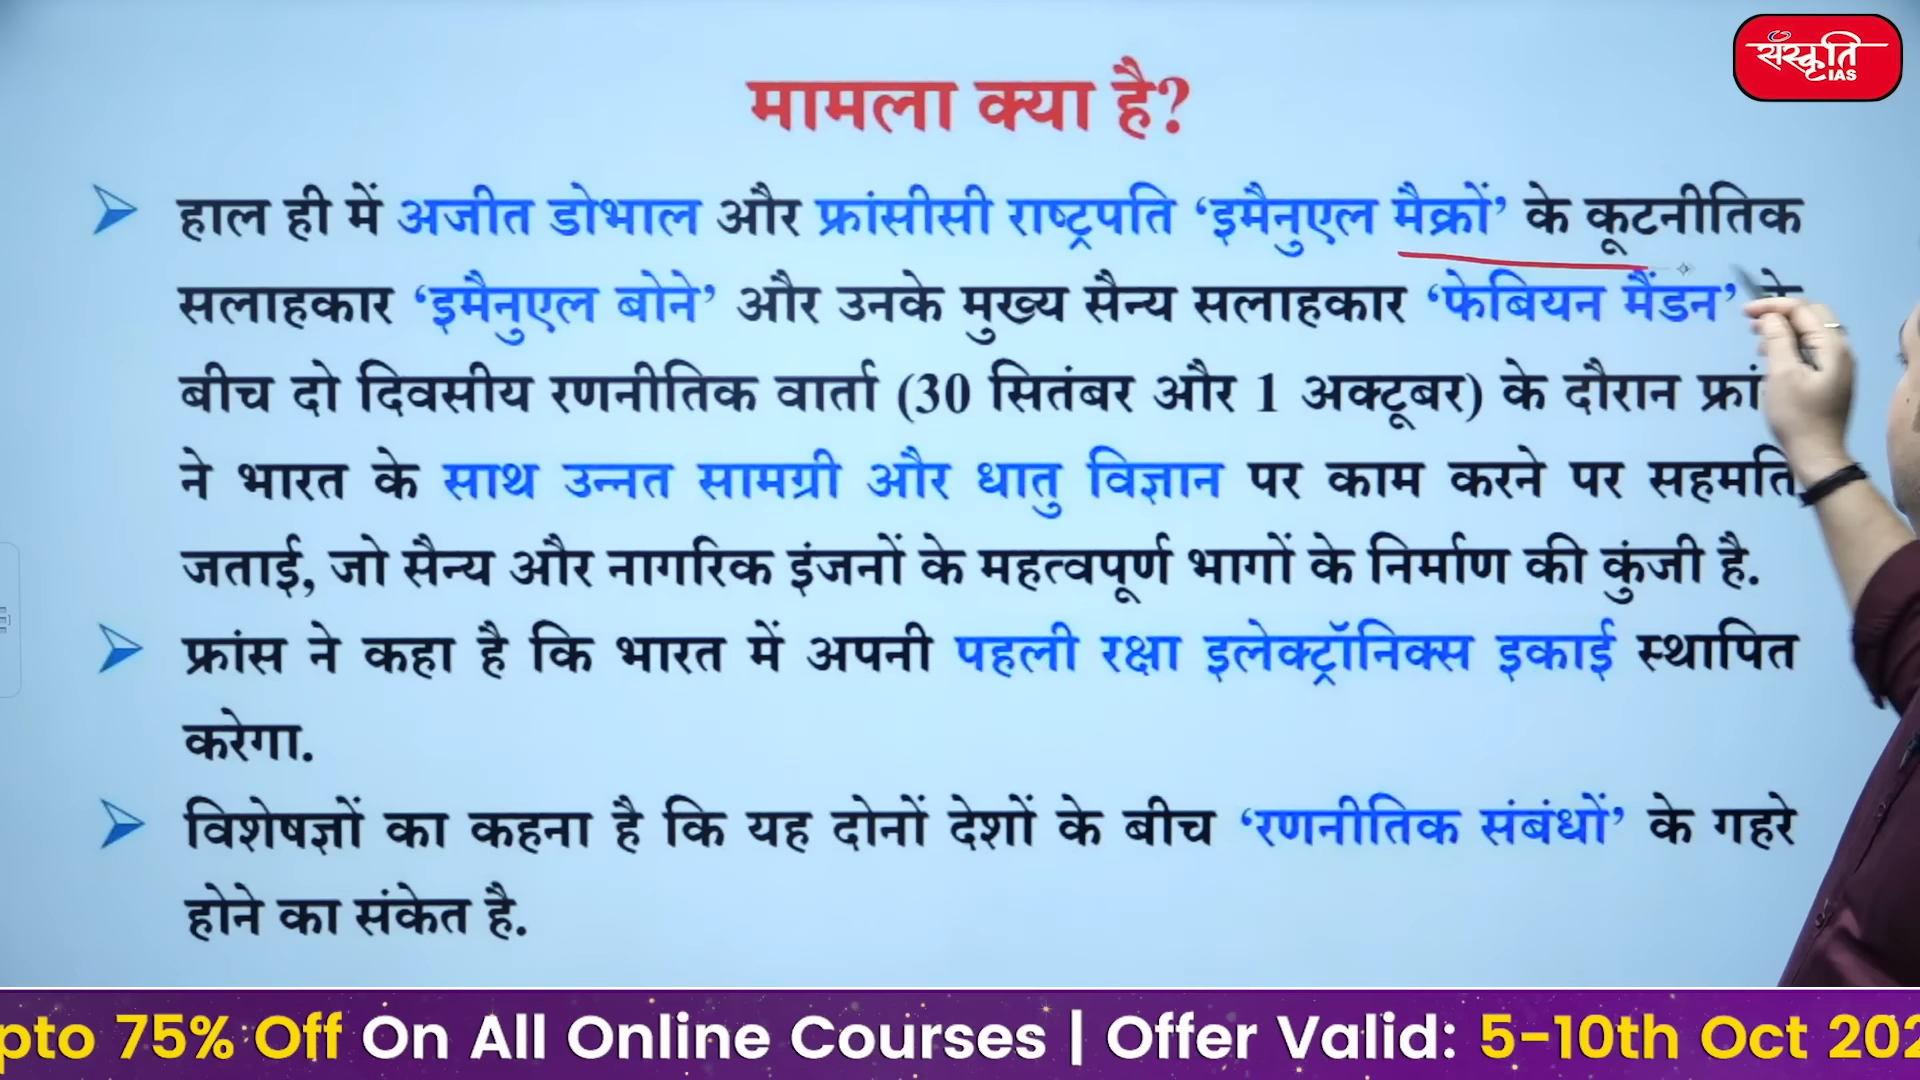 संस्कृति
IAS
मामला क्या है?
हाल ही में अजीत डोभाल और फ्रांसीसी राष्ट्रपति ‘इमैनुएल मैक्रों’ के कूटनीतिक
सलाहकार ‘इमैनुएल बोने’ और उनके मुख्य सैन्य सलाहकार ‘फेबियन मैंडन’
बीच दो दिवसीय रणनीतिक वार्ता (30 सितंबर और 1 अक्टूबर) के दौरान
ने भारत के साथ उन्नत सामग्री और धातु विज्ञान पर काम करने पर सहमति
जताई, जो सैन्य और नागरिक इंजनों के महत्वपूर्ण भागों के निर्माण की कुंजी है.
फ्रांस ने कहा है कि भारत में अपनी पहली रक्षा इलेक्ट्रॉनिक्स इकाई स्थापित
करेगा.
विशेषज्ञों का कहना है कि यह दोनों देशों के बीच ‘रणनीतिक संबंधों’ के गहरे
होने का संकेत है.
pto 75% Off On All Online Courses | Offer Valid: 5-10th Oct 202